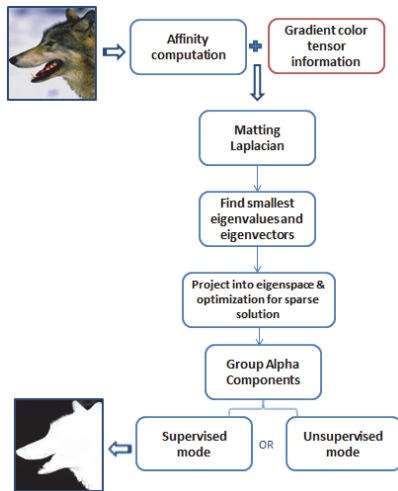 Affinity
computation
Gradient color
tensor
information
Matting
Laplacian
Find smallest
eigenvalues and
eigenvectors
Project into eigenspace &
optimization for sparse
solution
Group Alpha
Components
Supervised
mode
OR
Unsupervised
mode